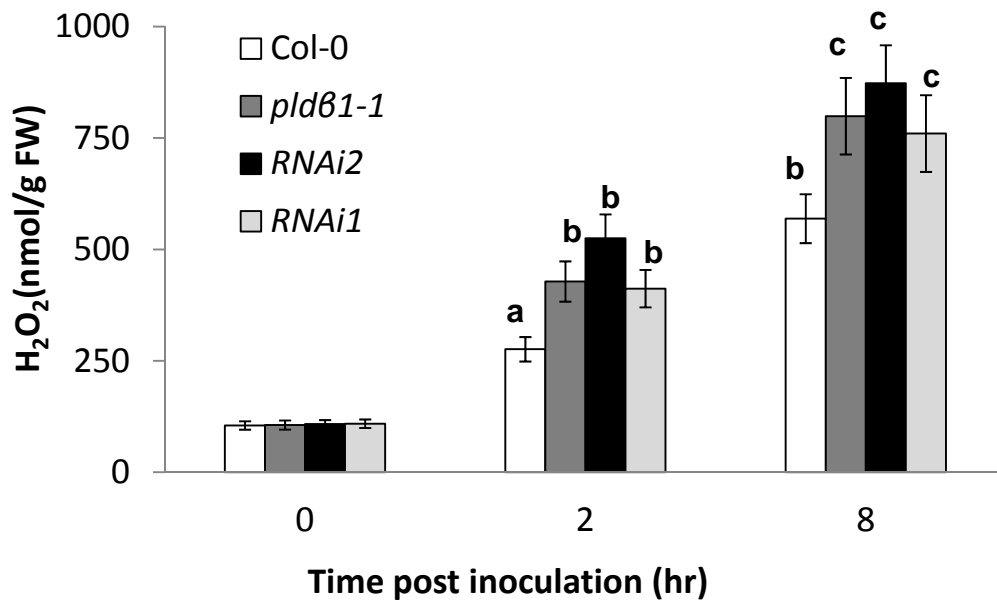 1000
750
500
250
0
H₂O₂(nmol/g FW)
Col-0
pldβ1-1
RNAi2
RNAi1
a
b
b
b
b
c
c
c
0 2 8
Time post inoculation (hr)